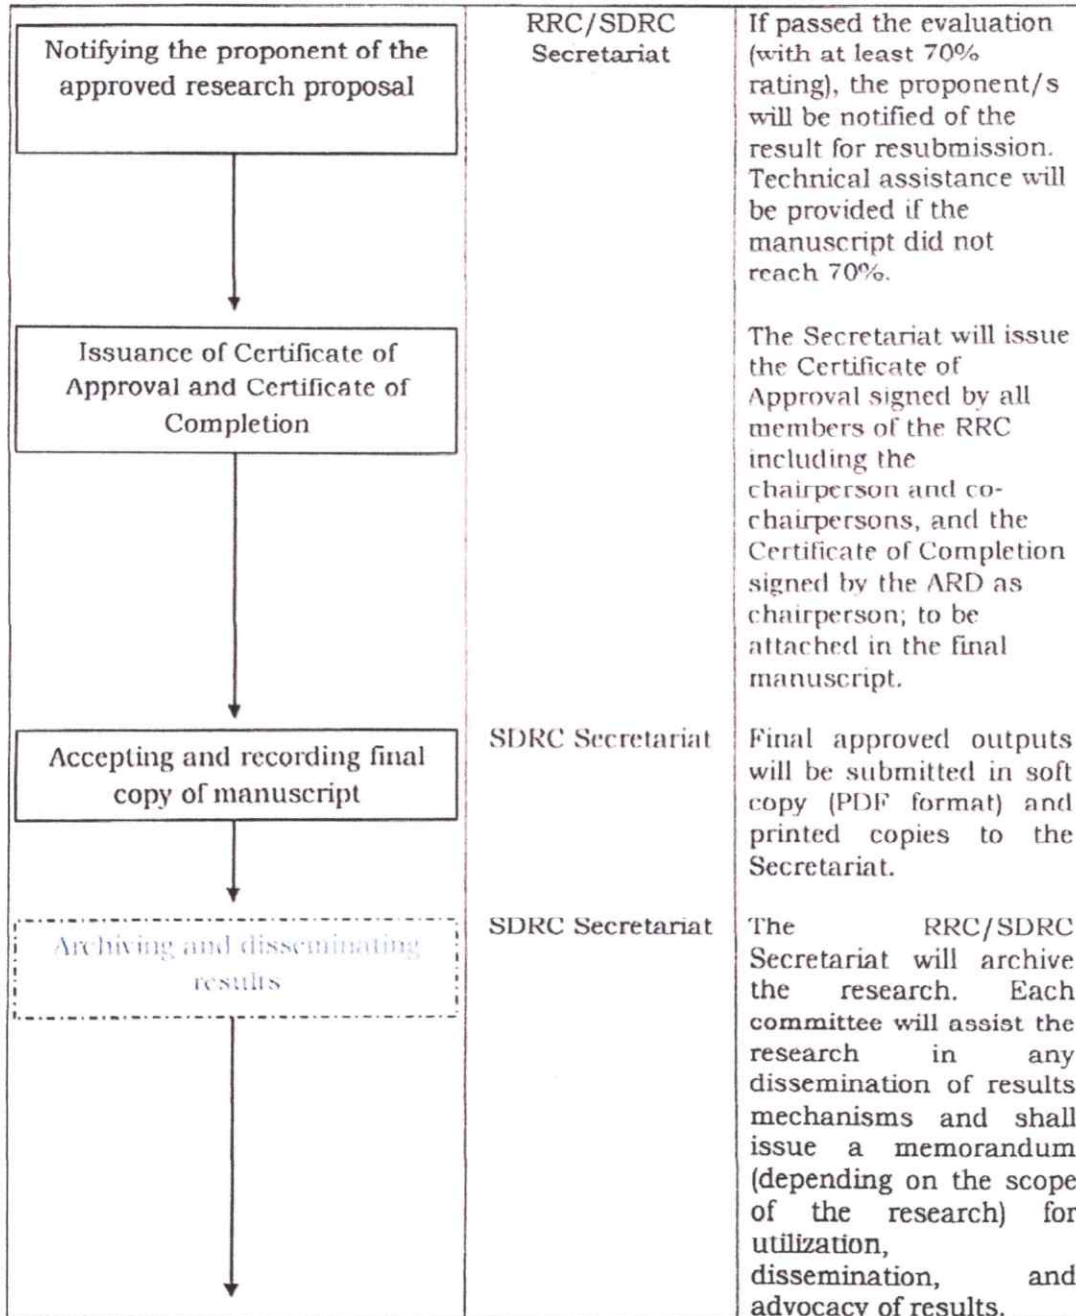 Notifying the proponent of the
approved research proposal
RRC/SDRC
Secretariat
If passed the evaluation
(with at least 70%
rating), the proponent/s
will be notified of the
result for resubmission.
Technical assistance will
be provided if the
manuscript did not
reach 70%.
Issuance of Certificate of
Approval and Certificate of
Completion
The Secretariat will issue
the Certificate of
Approval signed by all
members of the RRC
including the
chairperson and co-
chairpersons, and the
Certificate of Completion
signed by the ARD as
chairperson; to be
attached in the final
manuscript.
Accepting and recording final
copy of manuscript
SDRC Secretariat
Final approved outputs
will be submitted in soft
copy (PDF format) and
printed copies to the
Secretariat.
Archiving and disseminating
results
SDRC Secretariat
The RRC/SDRC
Secretariat will archive
the research. Each
committee will assist the
research in any
dissemination of results
mechanisms and shall
issue a memorandum
(depending on the scope
of the research) for
utilization,
dissemination, and
advocacy of results.